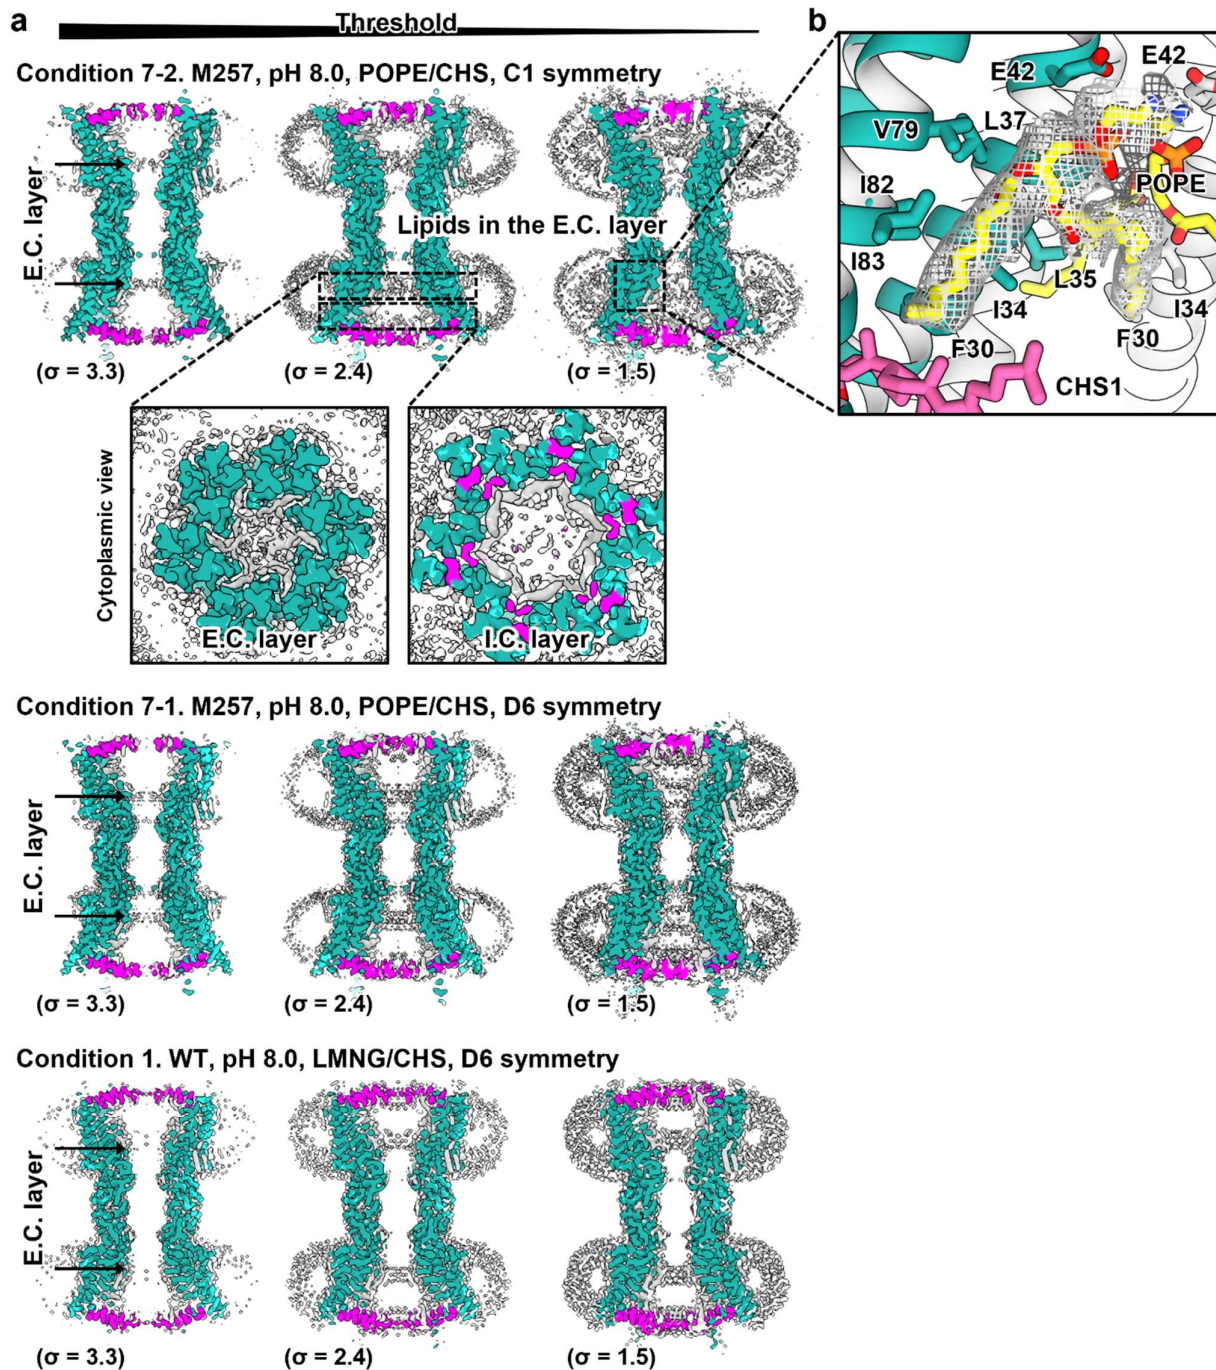 a
Threshold
b
Condition 7-2. M257, pH 8.0, POPE/CHS, C1 symmetry
E.C. layer
Lipids in the E.C. layer
(σ = 3.3)
(σ = 2.4)
(σ = 1.5)
E42
E42
V79
L37
POPE
I82
I83
L35
I34
I34
F30
F30
CHS1
Cytoplasmic view
E.C. layer
I.C. layer
Condition 7-1. M257, pH 8.0, POPE/CHS, D6 symmetry
E.C. layer
(σ = 3.3)
(σ = 2.4)
(σ = 1.5)
Condition 1. WT, pH 8.0, LMNG/CHS, D6 symmetry
E.C. layer
(σ = 3.3)
(σ = 2.4)
(σ = 1.5)